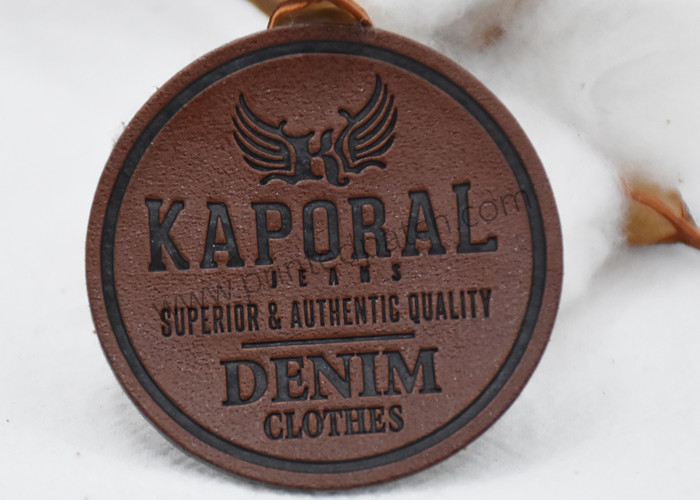 K
KAPORAL
JEANS
SUPERIOR & AUTHENTIC QUALITY
DENIM
CLOTHES